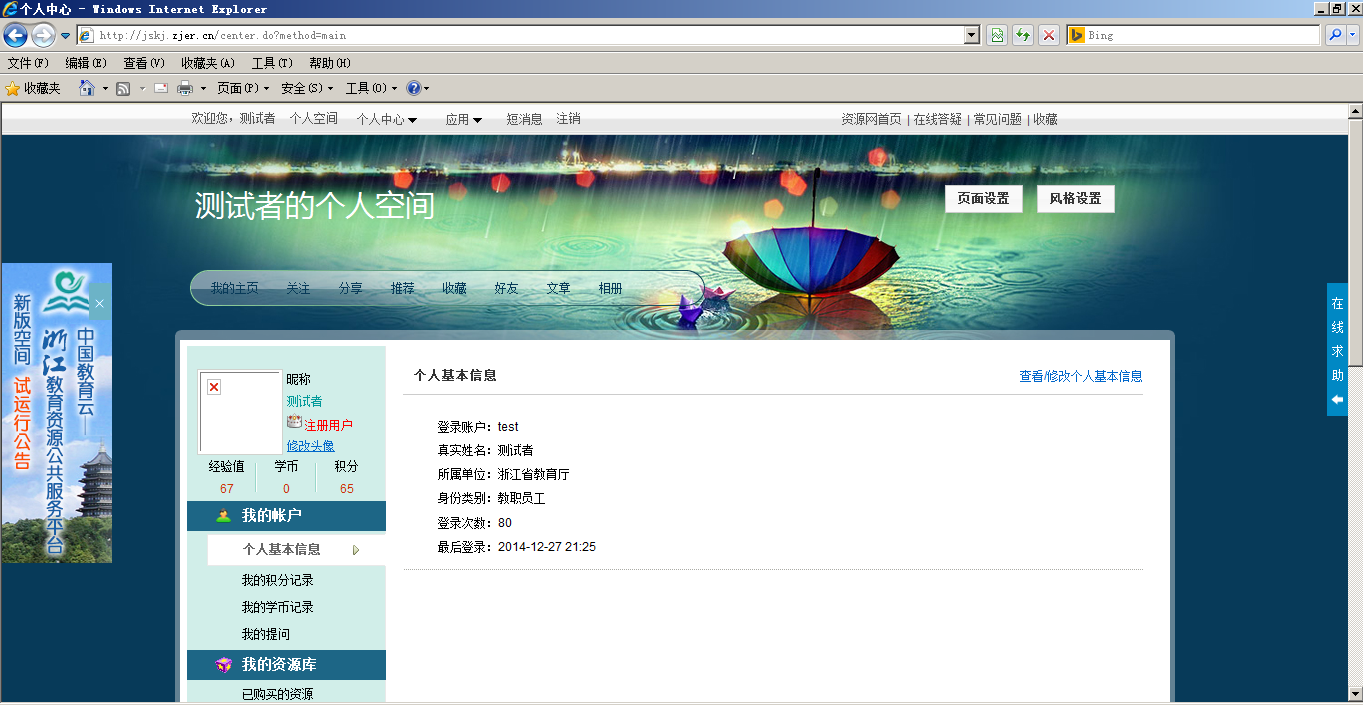 个人中心 - Windows Internet Explorer
http://jskj.zjer.cn/center.do?method=main
Bing
文件(F) 编辑(E) 查看(V) 收藏夹(A) 工具(T) 帮助(H)
收藏夹 页面(P) 安全(S) 工具(O)
欢迎您，测试者 个人空间 个人中心 应用 短消息 注销 资源网首页 | 在线答疑 | 常见问题 | 收藏
测试者的个人空间
页面设置 风格设置
我的主页 关注 分享 推荐 收藏 好友 文章 相册
新版空间 试运行公告
浙江教育资源公共服务平台
中国教育云——
在线求助
昵称
测试者
注册用户
修改头像
经验值 学币 积分
67 0 65
我的帐户
个人基本信息
我的积分记录
我的学币记录
我的提问
我的资源库
已购买的资源
个人基本信息 查看/修改个人基本信息
登录账户：test
真实姓名：测试者
所属单位：浙江省教育厅
身份类别：教职员工
登录次数：80
最后登录：2014-12-27 21:25